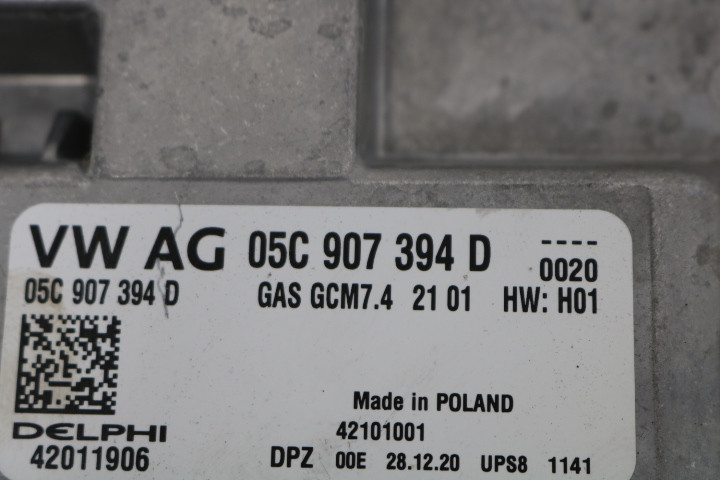 VW AG 05C 907 394 D ----
0020
05C 907 394 D GAS GCM7.4 21 01 HW: H01
Made in POLAND
DELPHI 42101001
42011906 DPZ 00E 28.12.20 UPS8 1141